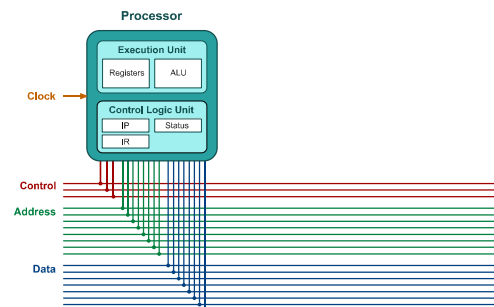 Processor
Execution Unit
Registers
ALU
Clock
Control Logic Unit
IP
Status
IR
Control
Address
Data